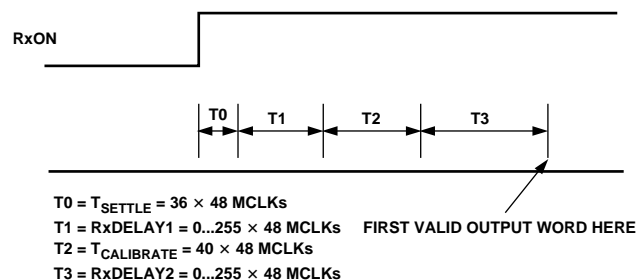 RxON
T0 T1 T2 T3
T0 = TSETTLE = 36 × 48 MCLKs
T1 = RxDELAY1 = 0...255 × 48 MCLKs
FIRST VALID OUTPUT WORD HERE
T2 = TCALIBRATE = 40 × 48 MCLKs
T3 = RxDELAY2 = 0...255 × 48 MCLKs